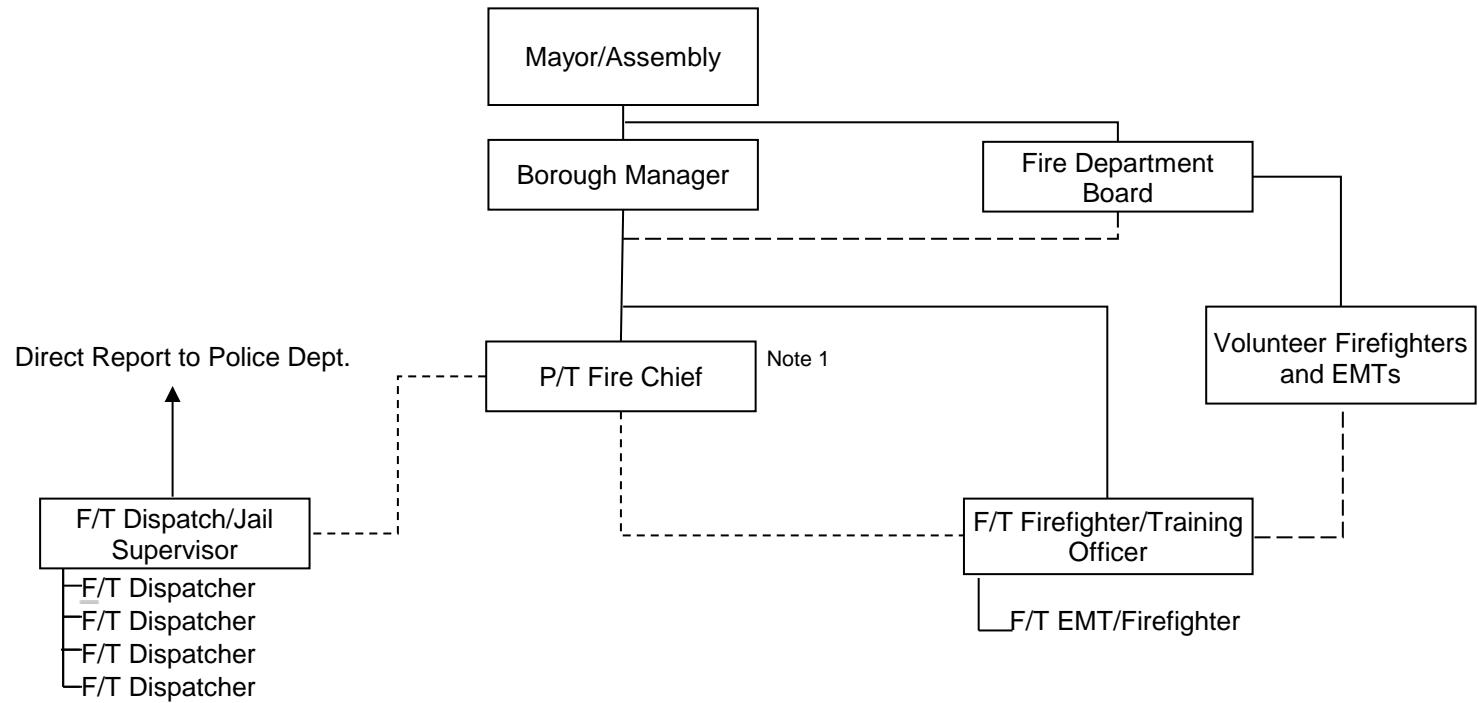 Mayor/Assembly
Borough Manager
Fire Department
Board
Direct Report to Police Dept.
P/T Fire Chief
Note 1
Volunteer Firefighters
and EMTs
F/T Dispatch/Jail
Supervisor
F/T Dispatcher
F/T Dispatcher
F/T Dispatcher
F/T Dispatcher
F/T Firefighter/Training
Officer
F/T EMT/Firefighter